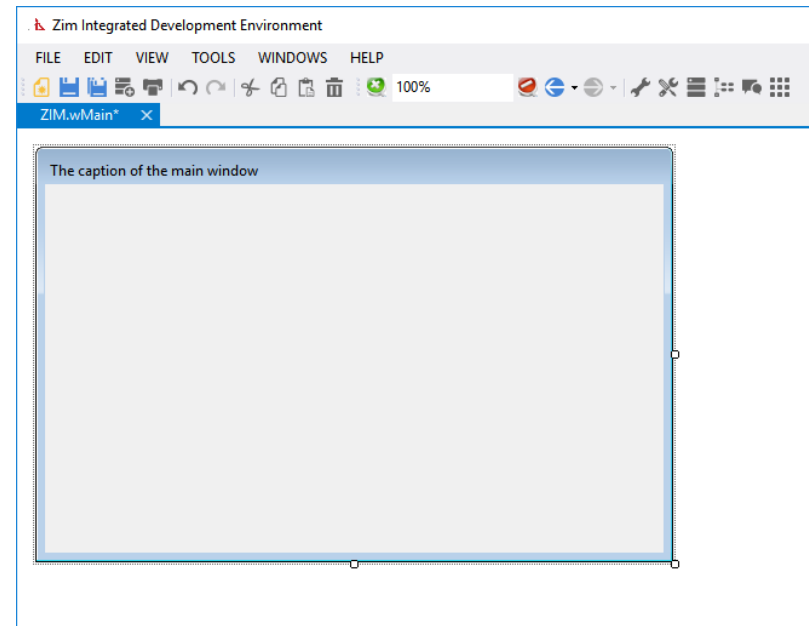 Zim Integrated Development Environment
FILE EDIT VIEW TOOLS WINDOWS HELP
100%
ZIM.wMain*
The caption of the main window